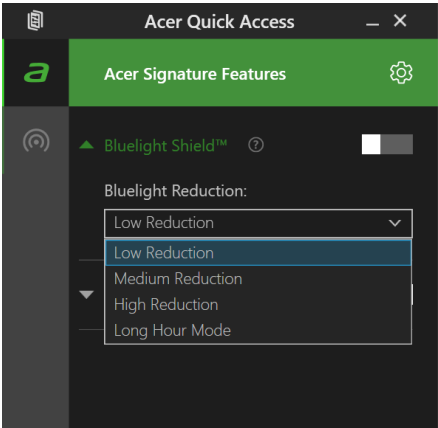 Acer Quick Access
a
Acer Signature Features
Bluelight Shield™ ?
Bluelight Reduction:
Low Reduction
Low Reduction
Medium Reduction
High Reduction
Long Hour Mode